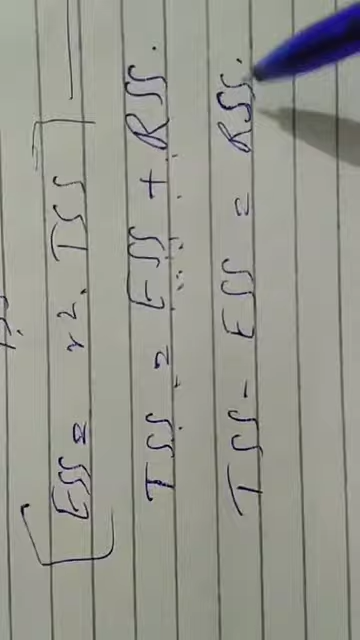 ESS = r². TSS
TSS = ESS + RSS.
TSS - ESS = RSS.